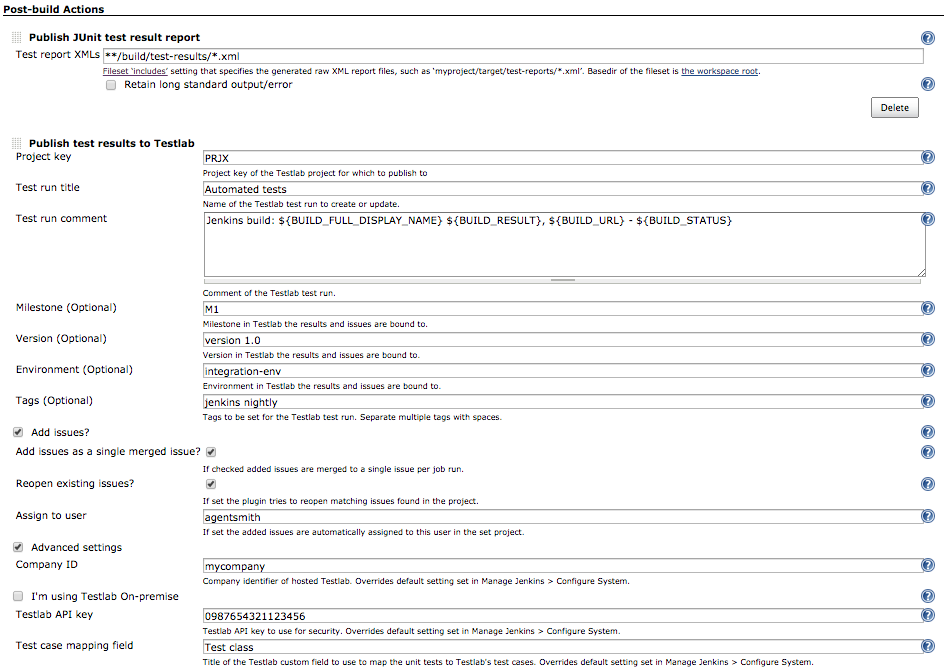 Post-build Actions
Publish JUnit test result report
Test report XMLs **/build/test-results/*.xml
Fileset 'includes' setting that specifies the generated raw XML report files, such as 'myproject/target/test-reports/*.xml'. Basedir of the fileset is the workspace root.
Retain long standard output/error
Delete
Publish test results to Testlab
Project key PRJX
Project key of the Testlab project for which to publish to
Test run title Automated tests
Name of the Testlab test run to create or update.
Test run comment Jenkins build: ${BUILD_FULL_DISPLAY_NAME} ${BUILD_RESULT}, ${BUILD_URL} - ${BUILD_STATUS}
Comment of the Testlab test run.
Milestone (Optional) M1
Milestone in Testlab the results and issues are bound to.
Version (Optional) version 1.0
Version in Testlab the results and issues are bound to.
Environment (Optional) integration-env
Environment in Testlab the results and issues are bound to.
Tags (Optional) jenkins nightly
Tags to be set for the Testlab test run. Separate multiple tags with spaces.
Add issues?
Add issues as a single merged issue?
If checked added issues are merged to a single issue per job run.
Reopen existing issues?
If set the plugin tries to reopen matching issues found in the project.
Assign to user agentsmith
If set the added issues are automatically assigned to this user in the set project.
Advanced settings
Company ID mycompany
Company identifier of hosted Testlab. Overrides default setting set in Manage Jenkins > Configure System.
I'm using Testlab On-premise
Testlab API key 0987654321123456
Testlab API key to use for security. Overrides default setting set in Manage Jenkins > Configure System.
Test case mapping field Test class
Title of the Testlab custom field to use to map the unit tests to Testlab's test cases. Overrides default setting set in Manage Jenkins > Configure System.